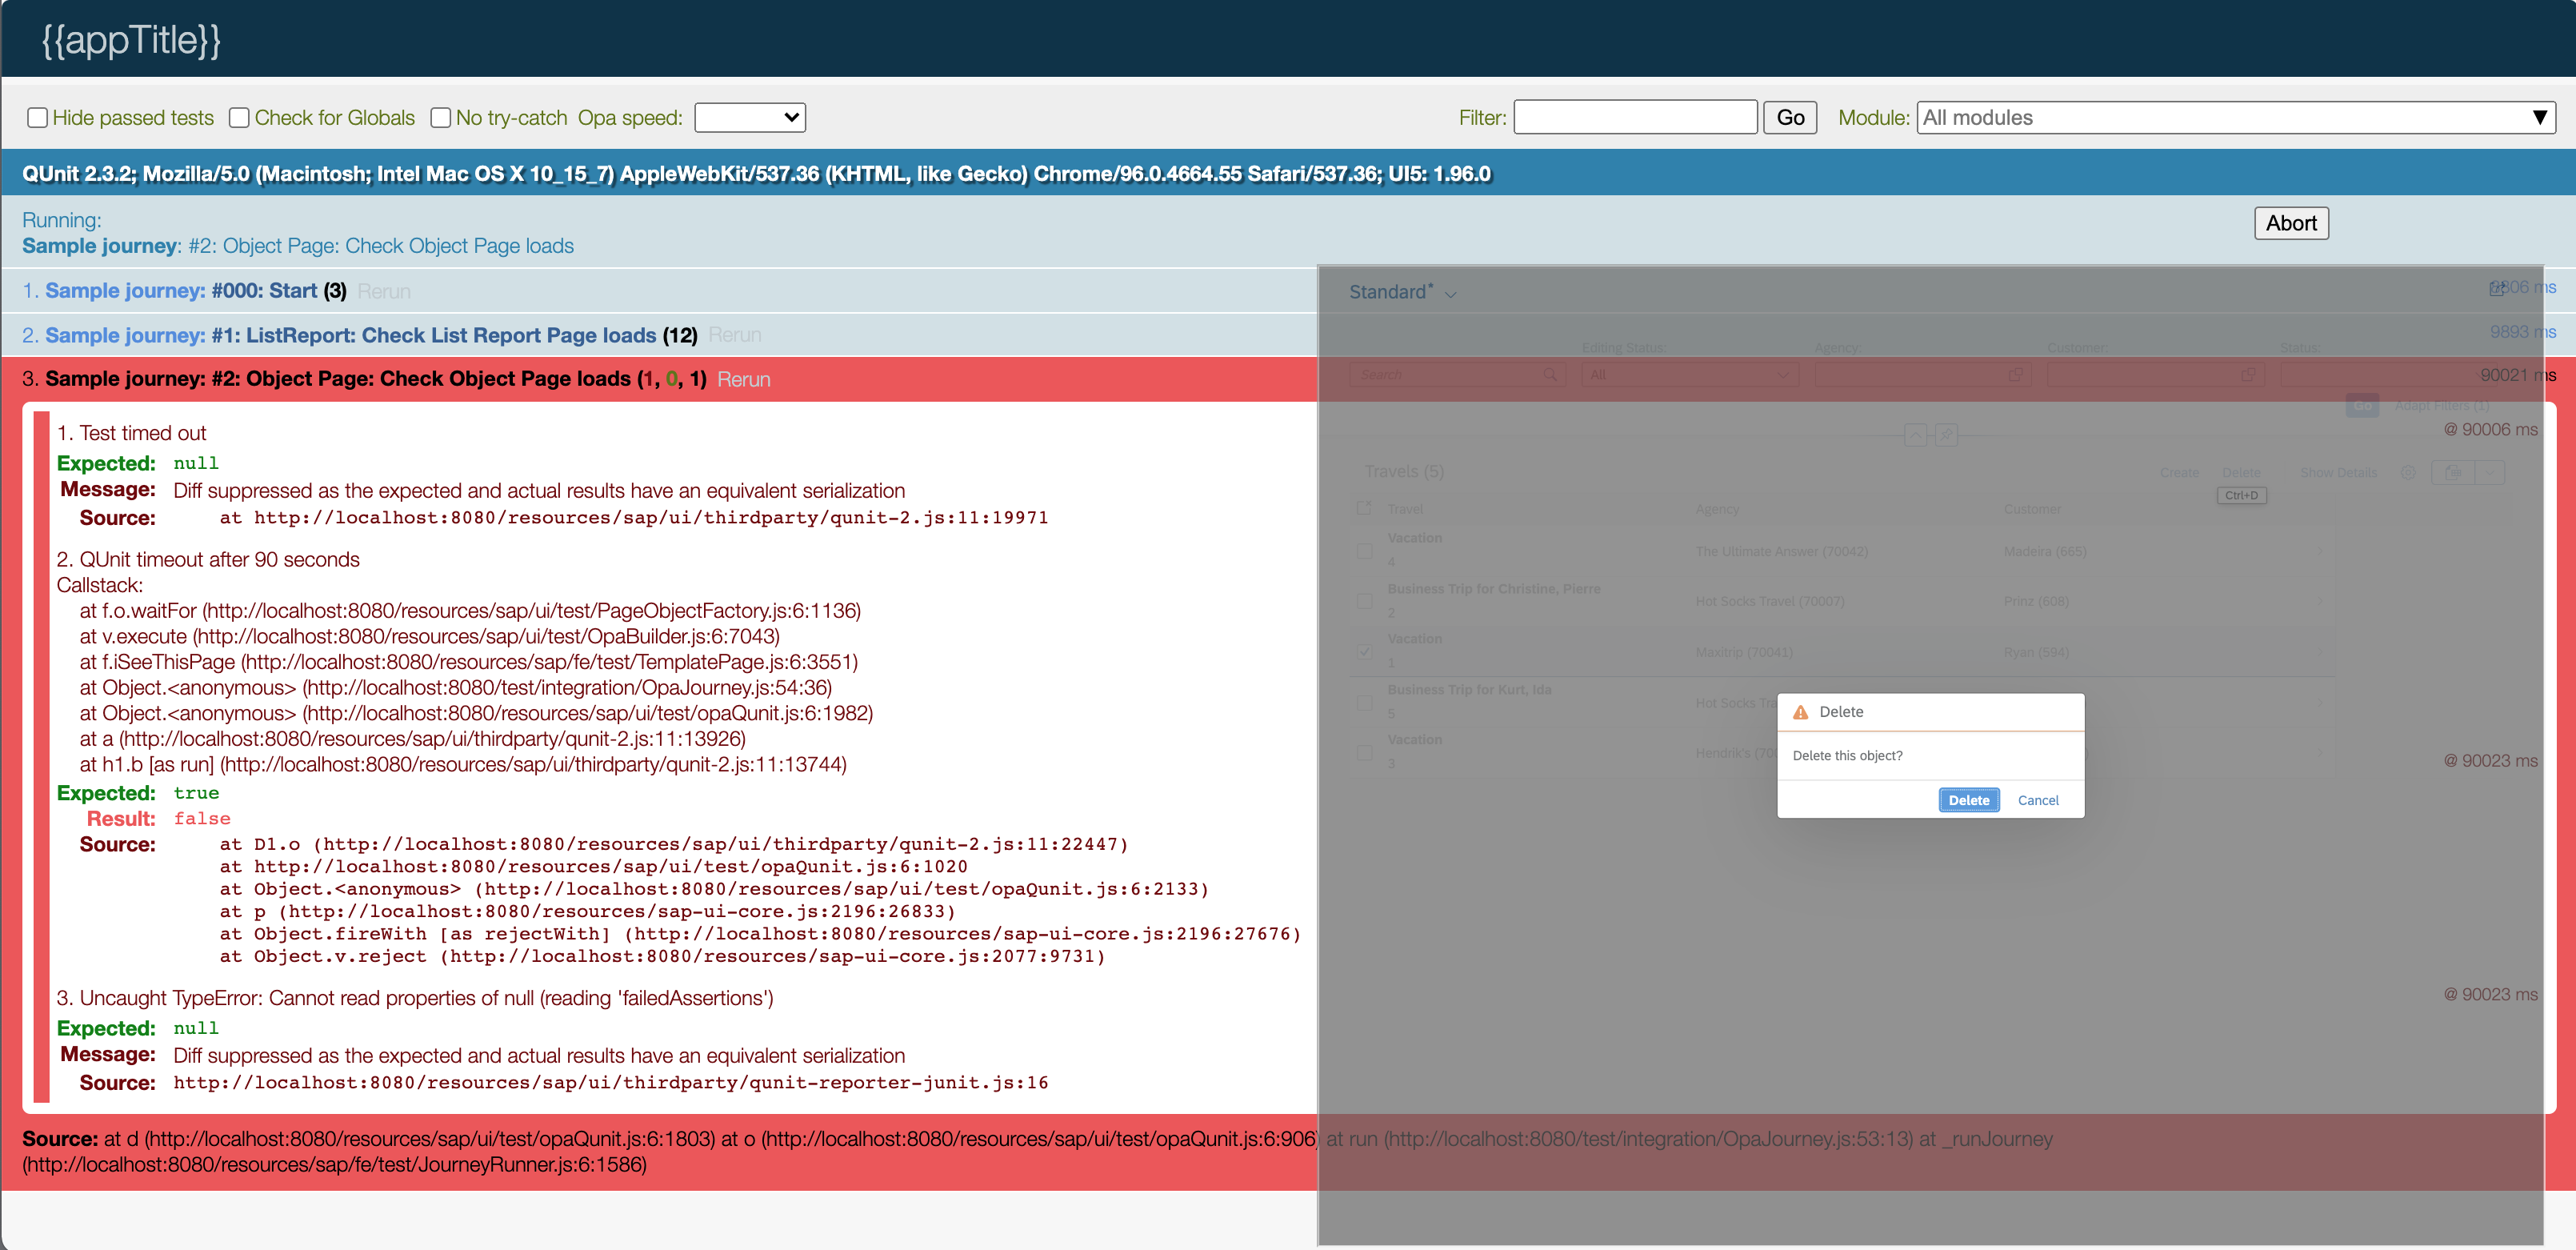 {{appTitle}}
Hide passed tests Check for Globals No try-catch Opa speed: Filter: Go Module: All modules
QUnit 2.3.2; Mozilla/5.0 (Macintosh; Intel Mac OS X 10_15_7) AppleWebKit/537.36 (KHTML, like Gecko) Chrome/96.0.4664.55 Safari/537.36; UI5: 1.96.0
Running:
Abort
Sample journey: #2: Object Page: Check Object Page loads
1. Sample journey: #000: Start (3) Rerun
2. Sample journey: #1: ListReport: Check List Report Page loads (12) Rerun
9893 ms
3. Sample journey: #2: Object Page: Check Object Page loads (1, 0, 1) Rerun
90021 ms
1. Test timed out
@ 90006 ms
Expected: null
Message: Diff suppressed as the expected and actual results have an equivalent serialization
Source: at http://localhost:8080/resources/sap/ui/thirdparty/qunit-2.js:11:19971
2. QUnit timeout after 90 seconds
@ 90023 ms
Callstack:
at f.o.waitFor (http://localhost:8080/resources/sap/ui/test/PageObjectFactory.js:6:1136)
at v.execute (http://localhost:8080/resources/sap/ui/test/OpaBuilder.js:6:7043)
at f.iSeeThisPage (http://localhost:8080/resources/sap/fe/test/TemplatePage.js:6:3551)
at Object.<anonymous> (http://localhost:8080/test/integration/OpaJourney.js:54:36)
at Object.<anonymous> (http://localhost:8080/resources/sap/ui/test/opaQunit.js:6:1982)
at a (http://localhost:8080/resources/sap/ui/thirdparty/qunit-2.js:11:13926)
at h1.b [as run] (http://localhost:8080/resources/sap/ui/thirdparty/qunit-2.js:11:13744)
Expected: true
Result: false
Source: at D1.o (http://localhost:8080/resources/sap/ui/thirdparty/qunit-2.js:11:22447)
at http://localhost:8080/resources/sap/ui/test/opaQunit.js:6:1020
at Object.<anonymous> (http://localhost:8080/resources/sap/ui/test/opaQunit.js:6:2133)
at p (http://localhost:8080/resources/sap-ui-core.js:2196:26833)
at Object.fireWith [as rejectWith] (http://localhost:8080/resources/sap-ui-core.js:2196:27676)
at Object.v.reject (http://localhost:8080/resources/sap-ui-core.js:2077:9731)
3. Uncaught TypeError: Cannot read properties of null (reading 'failedAssertions')
@ 90023 ms
Expected: null
Message: Diff suppressed as the expected and actual results have an equivalent serialization
Source: http://localhost:8080/resources/sap/ui/thirdparty/qunit-reporter-junit.js:16
Source: at d (http://localhost:8080/resources/sap/ui/test/opaQunit.js:6:1803) at o (http://localhost:8080/resources/sap/ui/test/opaQunit.js:6:906) at run (http://localhost:8080/test/integration/OpaJourney.js:53:13) at _runJourney
(http://localhost:8080/resources/sap/fe/test/JourneyRunner.js:6:1586)
Standard*
Editing Status: Agency: Customer: Status:
Search All
Go Adapt Filters (1)
Travels (5) Create Delete Show Details
Ctrl+D
Travel Agency Customer
Vacation
4 The Ultimate Answer (70042) Madeira (665)
Business Trip for Christine, Pierre
2 Hot Socks Travel (70007) Prinz (608)
Vacation
1 Maxitrip (70041) Ryan (594)
Business Trip for Kurt, Ida
5 Hot Socks
Vacation
3 Hendrik's
Delete
Delete this object?
Delete Cancel